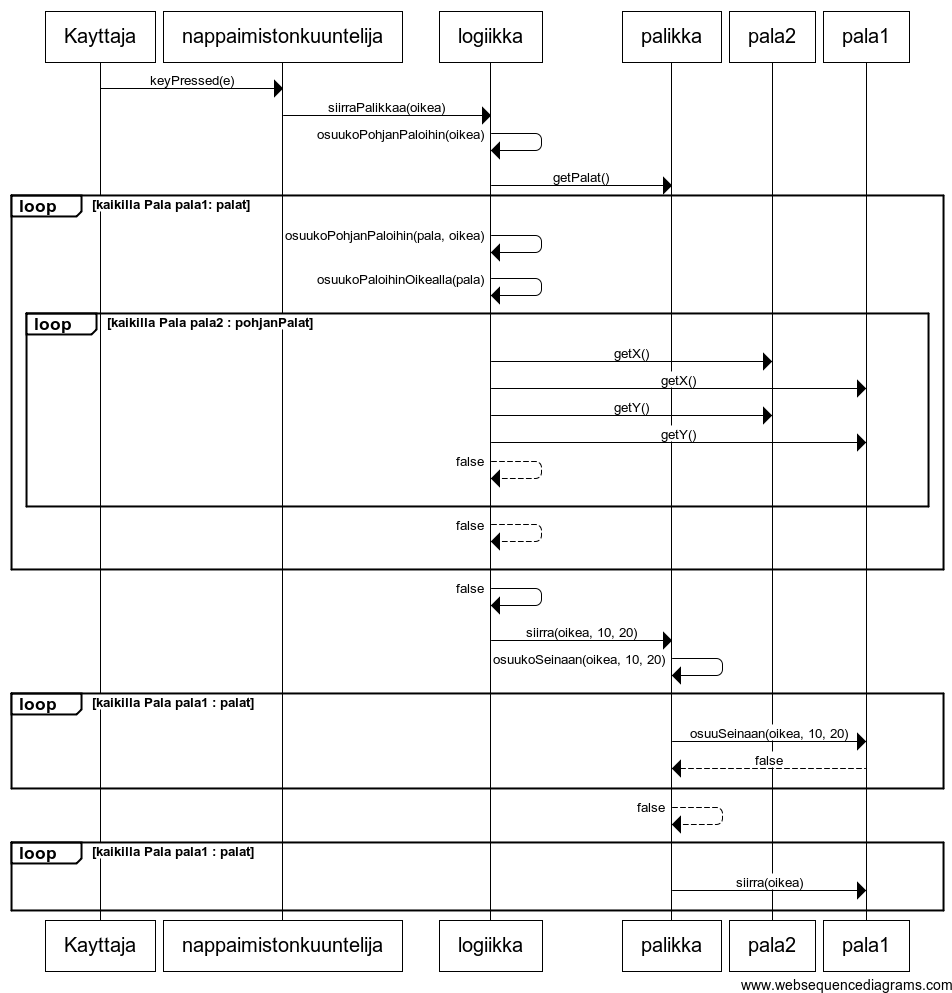 Kayttaja nappaimistonkuuntelija logiikka palikka pala2 pala1
keyPressed(e)
siirraPalikkaa(oikea)
osuukoPohjanPaloihin(oikea)
getPalat()
loop [kaikilla Pala pala1: palat]
osuukoPohjanPaloihin(pala, oikea)
osuukoPaloihinOikealla(pala)
loop [kaikilla Pala pala2 : pohjanPalat]
getX()
getX()
getY()
getY()
false
false
false
siirra(oikea, 10, 20)
osuukoSeinaan(oikea, 10, 20)
loop [kaikilla Pala pala1 : palat]
osuuSeinaan(oikea, 10, 20)
false
false
loop [kaikilla Pala pala1 : palat]
siirra(oikea)
Kayttaja nappaimistonkuuntelija logiikka palikka pala2 pala1
www.websequencediagrams.com